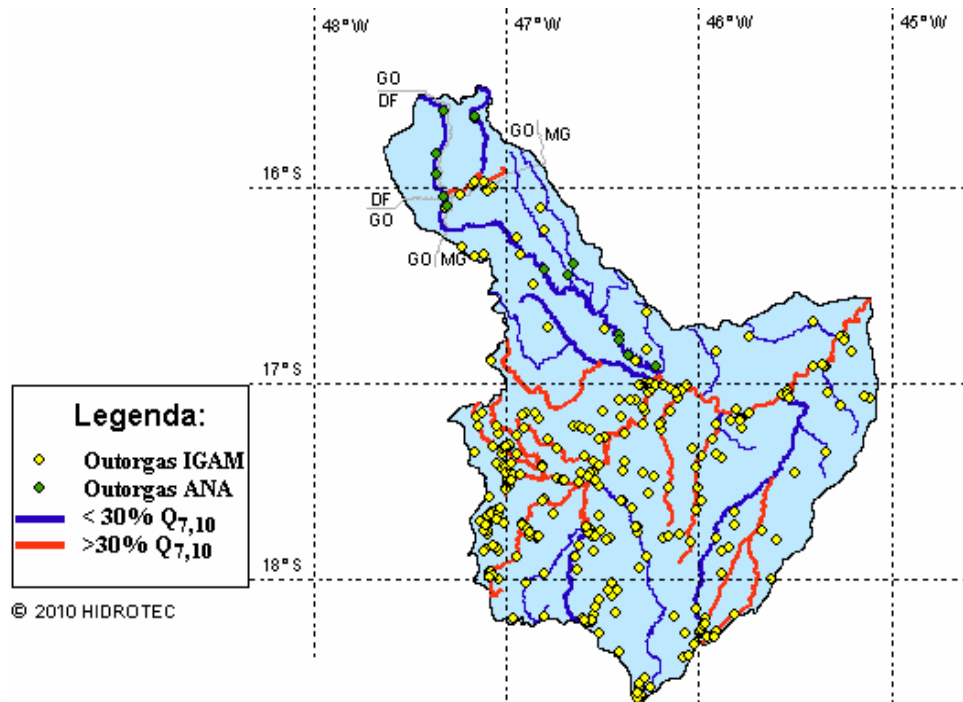 48°W
47°W
46°W
45°W
GO
DF
GO
MG
16°S
DF
GO
GO
MG
17°S
Legenda:
Outorgas IGAM
Outorgas ANA
< 30% Q7,10
>30% Q7,10
18°S
© 2010 HIDROTEC